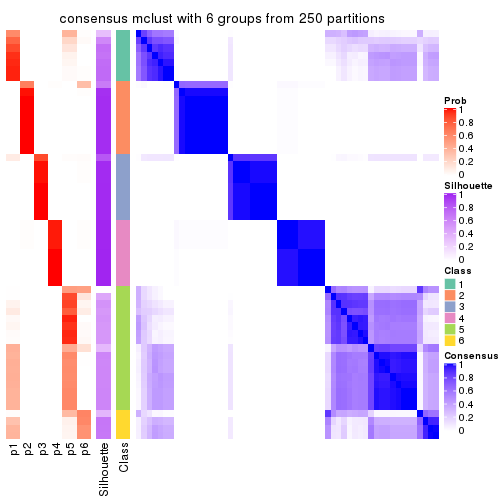 consensus mclust with 6 groups from 250 partitions
Prob
1
0.8
0.6
0.4
0.2
0
Silhouette
1
0.8
0.6
0.4
0.2
0
Class
1
2
3
4
5
6
Consensus
1
0.8
0.6
0.4
0.2
0
p1
p2
p3
p4
p5
p6
Silhouette
Class